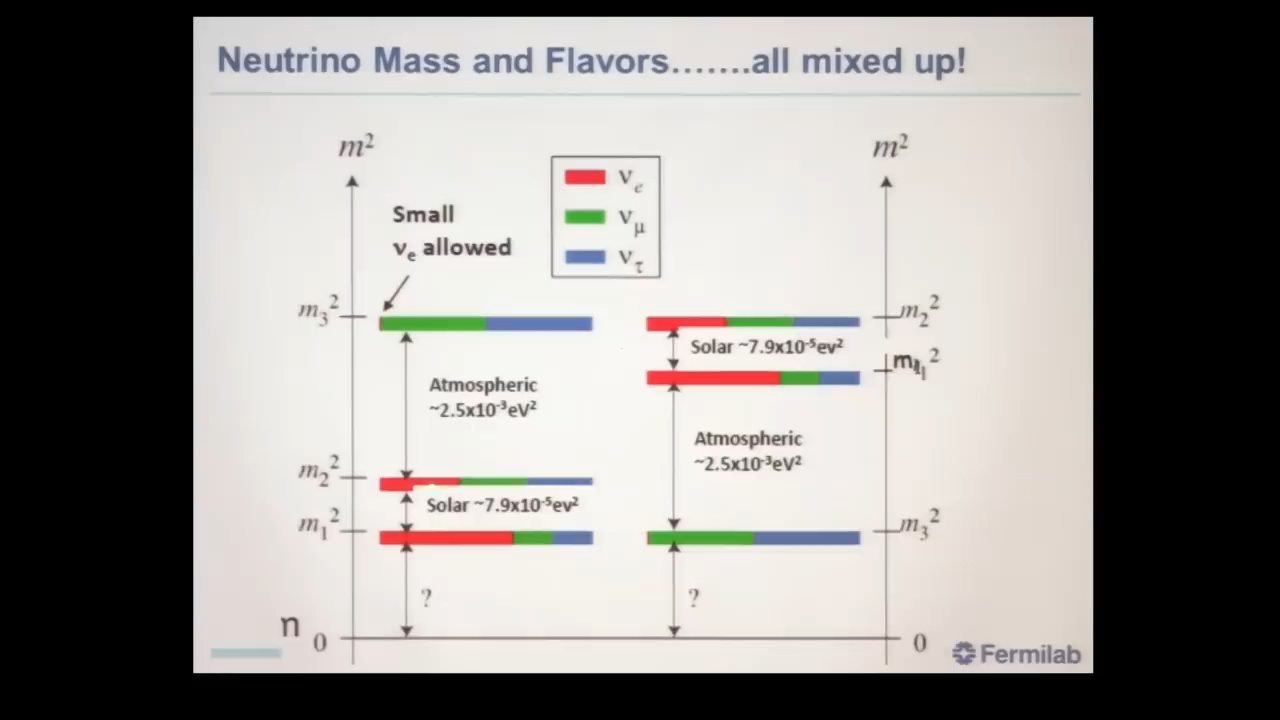 Neutrino Mass and Flavors…….all mixed up!
m²
m²
νe
νμ
ντ
Small
νe allowed
m₃²
m₂²
Solar ~7.9x10⁻⁵ev²
m₁²
Atmospheric
~2.5x10⁻³eV²
Atmospheric
~2.5x10⁻³eV²
m₂²
Solar ~7.9x10⁻⁵ev²
m₁²
m₃²
?
?
n
0
0
Fermilab